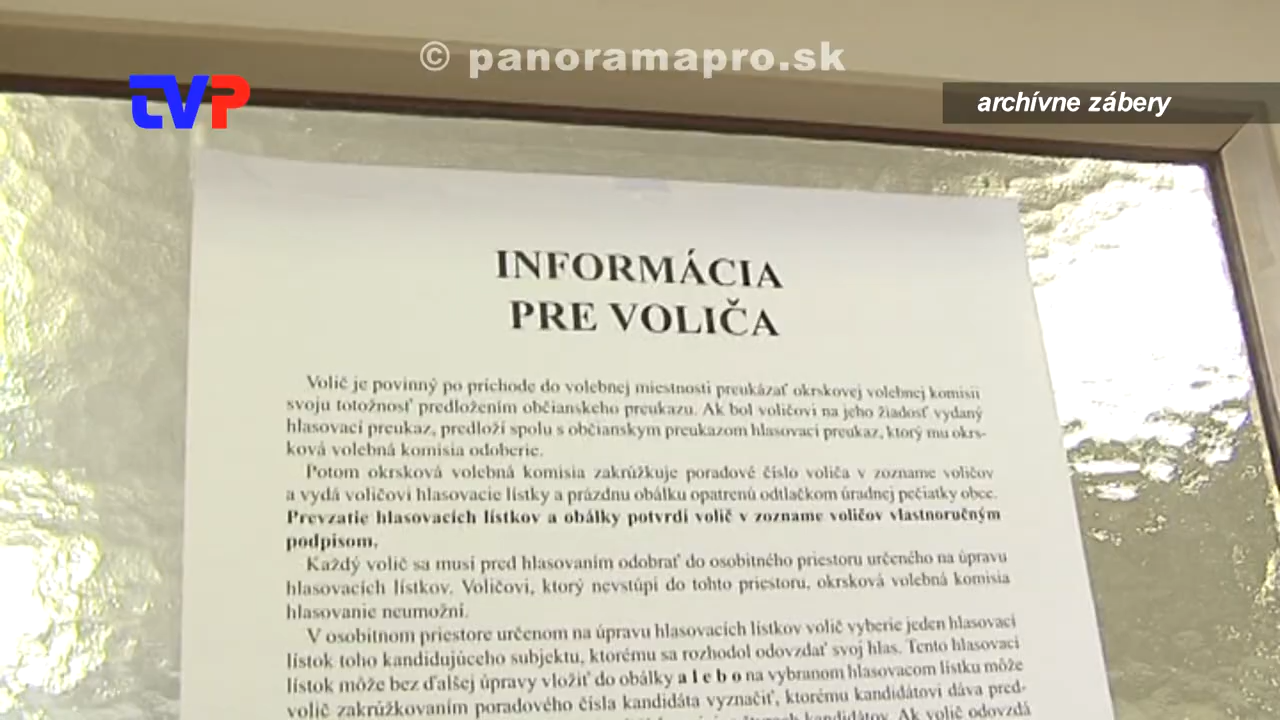 © panoramapro.sk
TVP
archívne zábery
INFORMÁCIA
PRE VOLIČA
Volič je povinný po príchode do volebnej miestnosti preukázať okrskovej volebnej komisii
svoju totožnosť predložením občianskeho preukazu. Ak bol voličovi na jeho žiadosť vydaný
hlasovací preukaz, predloží spolu s občianskym preukazom hlasovací preukaz, ktorý mu okrs-
ková volebná komisia odoberie.
Potom okrsková volebná komisia zakrúžkuje poradové číslo voliča v zozname voličov
a vydá voličovi hlasovacie lístky a prázdnu obálku opatrenú odtlačkom úradnej pečiatky obce.
Prevzatie hlasovacích lístkov a obálky potvrdí volič v zozname voličov vlastnoručným
podpisom.
Každý volič sa musí pred hlasovaním odobrať do osobitného priestoru určeného na úpravu
hlasovacích lístkov. Voličovi, ktorý nevstúpi do tohto priestoru, okrsková volebná komisia
hlasovanie neumožní.
V osobitnom priestore určenom na úpravu hlasovacích lístkov volič vyberie jeden hlasovací
lístok toho kandidujúceho subjektu, ktorému sa rozhodol odovzdať svoj hlas. Tento hlasovací
lístok môže bez ďalšej úpravy vložiť do obálky a l e b o na vybranom hlasovacom lístku môže
volič zakrúžkovaním poradového čísla kandidáta vyznačiť, ktorému kandidátovi dáva pred-
kandidátov. Ak volič odovzdá